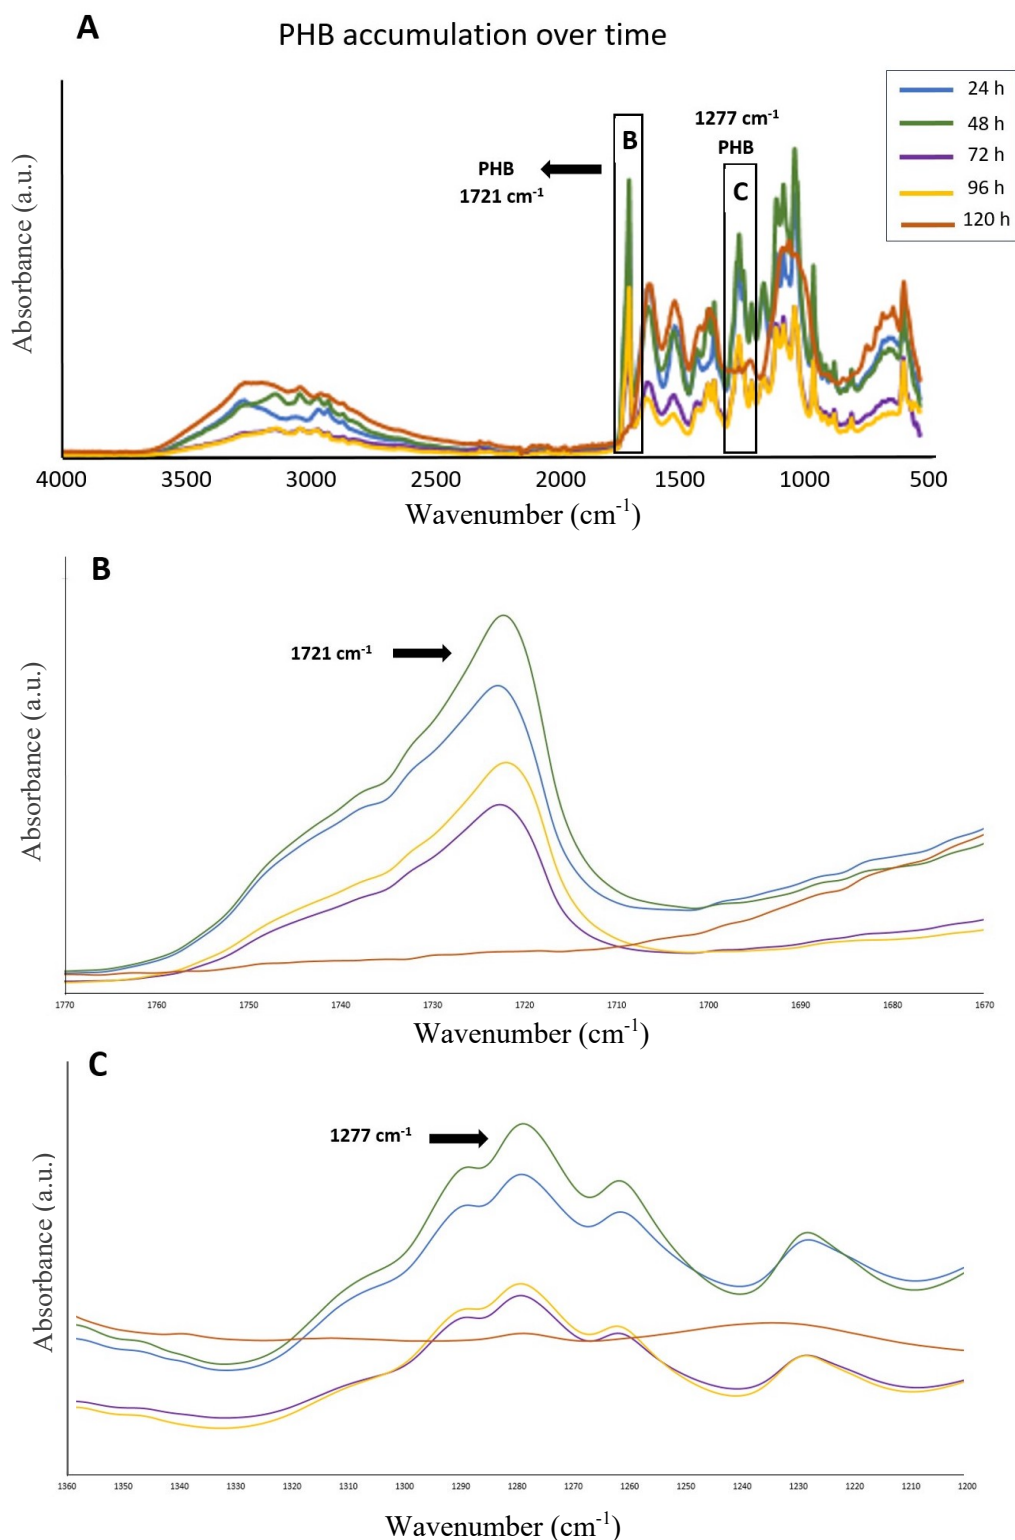 A
PHB accumulation over time
24 h
48 h
72 h
96 h
120 h
Absorbance (a.u.)
PHB
1721 cm⁻¹
B
1277 cm⁻¹
PHB
C
4000 3500 3000 2500 2000 1500 1000 500
Wavenumber (cm⁻¹)
B
1721 cm⁻¹
Absorbance (a.u.)
1770 1760 1750 1740 1730 1720 1710 1700 1690 1680 1670
Wavenumber (cm⁻¹)
C
1277 cm⁻¹
Absorbance (a.u.)
1360 1350 1340 1330 1320 1310 1300 1290 1280 1270 1260 1250 1240 1230 1220 1210 1200
Wavenumber (cm⁻¹)